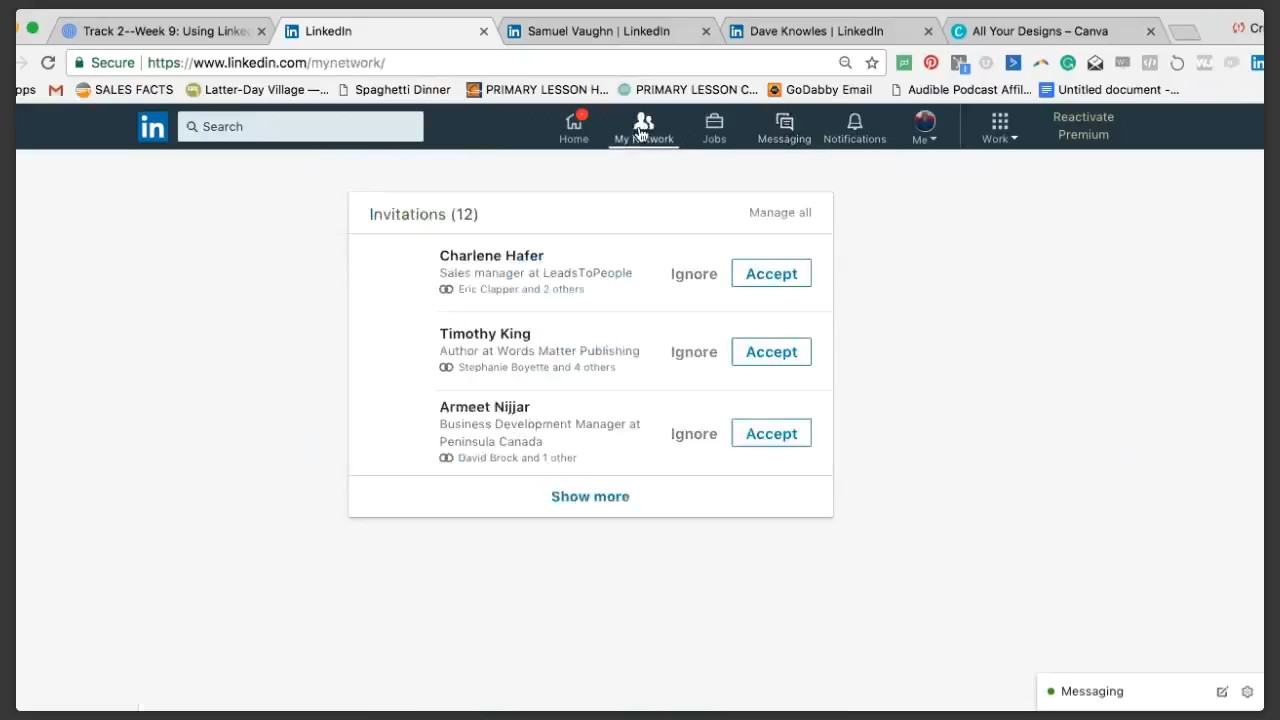 Track 2--Week 9: Using Linke
LinkedIn
Samuel Vaughn | LinkedIn
Dave Knowles | LinkedIn
All Your Designs – Canva
Secure
https://www.linkedin.com/mynetwork/
SALES FACTS
Latter-Day Village —...
Spaghetti Dinner
PRIMARY LESSON H...
PRIMARY LESSON C...
GoDabby Email
Audible Podcast Affil...
Untitled document -...
in
Search
Home
My Network
Jobs
Messaging
Notifications
Me
Work
Reactivate
Premium
Invitations (12)
Manage all
Charlene Hafer
Sales manager at LeadsToPeople
Eric Clapper and 2 others
Ignore
Accept
Timothy King
Author at Words Matter Publishing
Stephanie Boyette and 4 others
Ignore
Accept
Armeet Nijjar
Business Development Manager at
Peninsula Canada
David Brock and 1 other
Ignore
Accept
Show more
Messaging